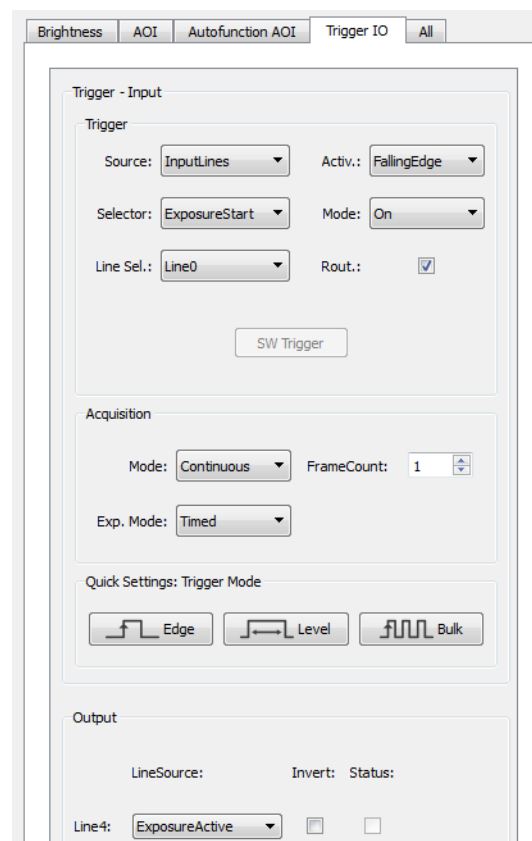 Brightness AOI Autofunction AOI Trigger IO All
Trigger - Input
Trigger
Source: InputLines Activ.: FallingEdge
Selector: ExposureStart Mode: On
Line Sel.: Line0 Rout.:
SW Trigger
Acquisition
Mode: Continuous FrameCount: 1
Exp. Mode: Timed
Quick Settings: Trigger Mode
Edge Level Bulk
Output
LineSource: Invert: Status:
Line4: ExposureActive